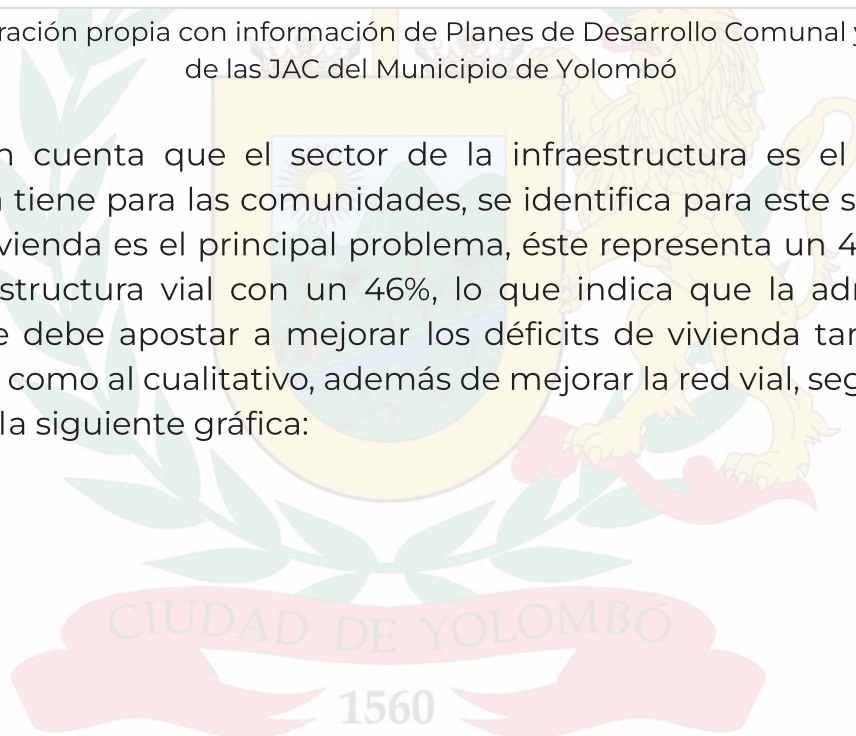 ración propia con información de Planes de Desarrollo Comunal y
de las JAC del Municipio de Yolombó
n cuenta que el sector de la infraestructura es el
tiene para las comunidades, se identifica para este s
vienda es el principal problema, éste representa un 4
structura vial con un 46%, lo que indica que la adm
e debe apostar a mejorar los déficits de vivienda tan
como al cualitativo, además de mejorar la red vial, seg
la siguiente gráfica:
CIUDAD DE YOLOMBÓ
1560